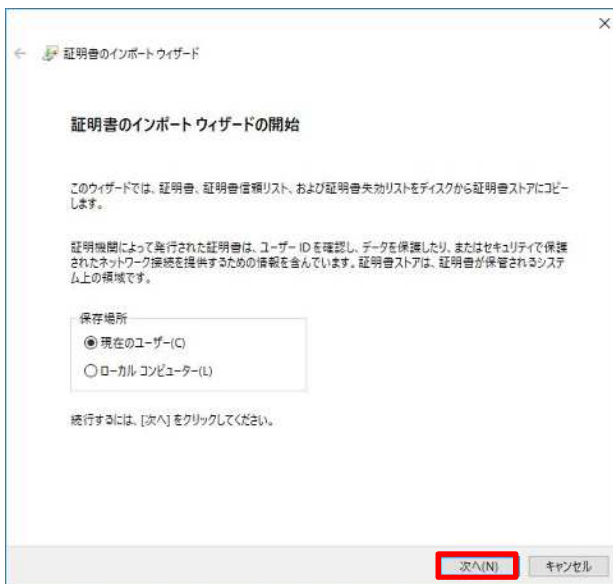 証明書のインポート ウィザード
証明書のインポート ウィザードの開始
このウィザードでは、証明書、証明書信頼リスト、および証明書失効リストをディスクから証明書ストアにコピー
します。
証明機関によって発行された証明書は、ユーザー ID を確認し、データを保護したり、またはセキュリティで保護
されたネットワーク接続を提供するための情報を含んでいます。証明書ストアは、証明書が保管されるシステ
ム上の領域です。
保存場所
現在のユーザー(C)
ローカル コンピューター(L)
続行するには、[次へ] をクリックしてください。
次へ(N)
キャンセル